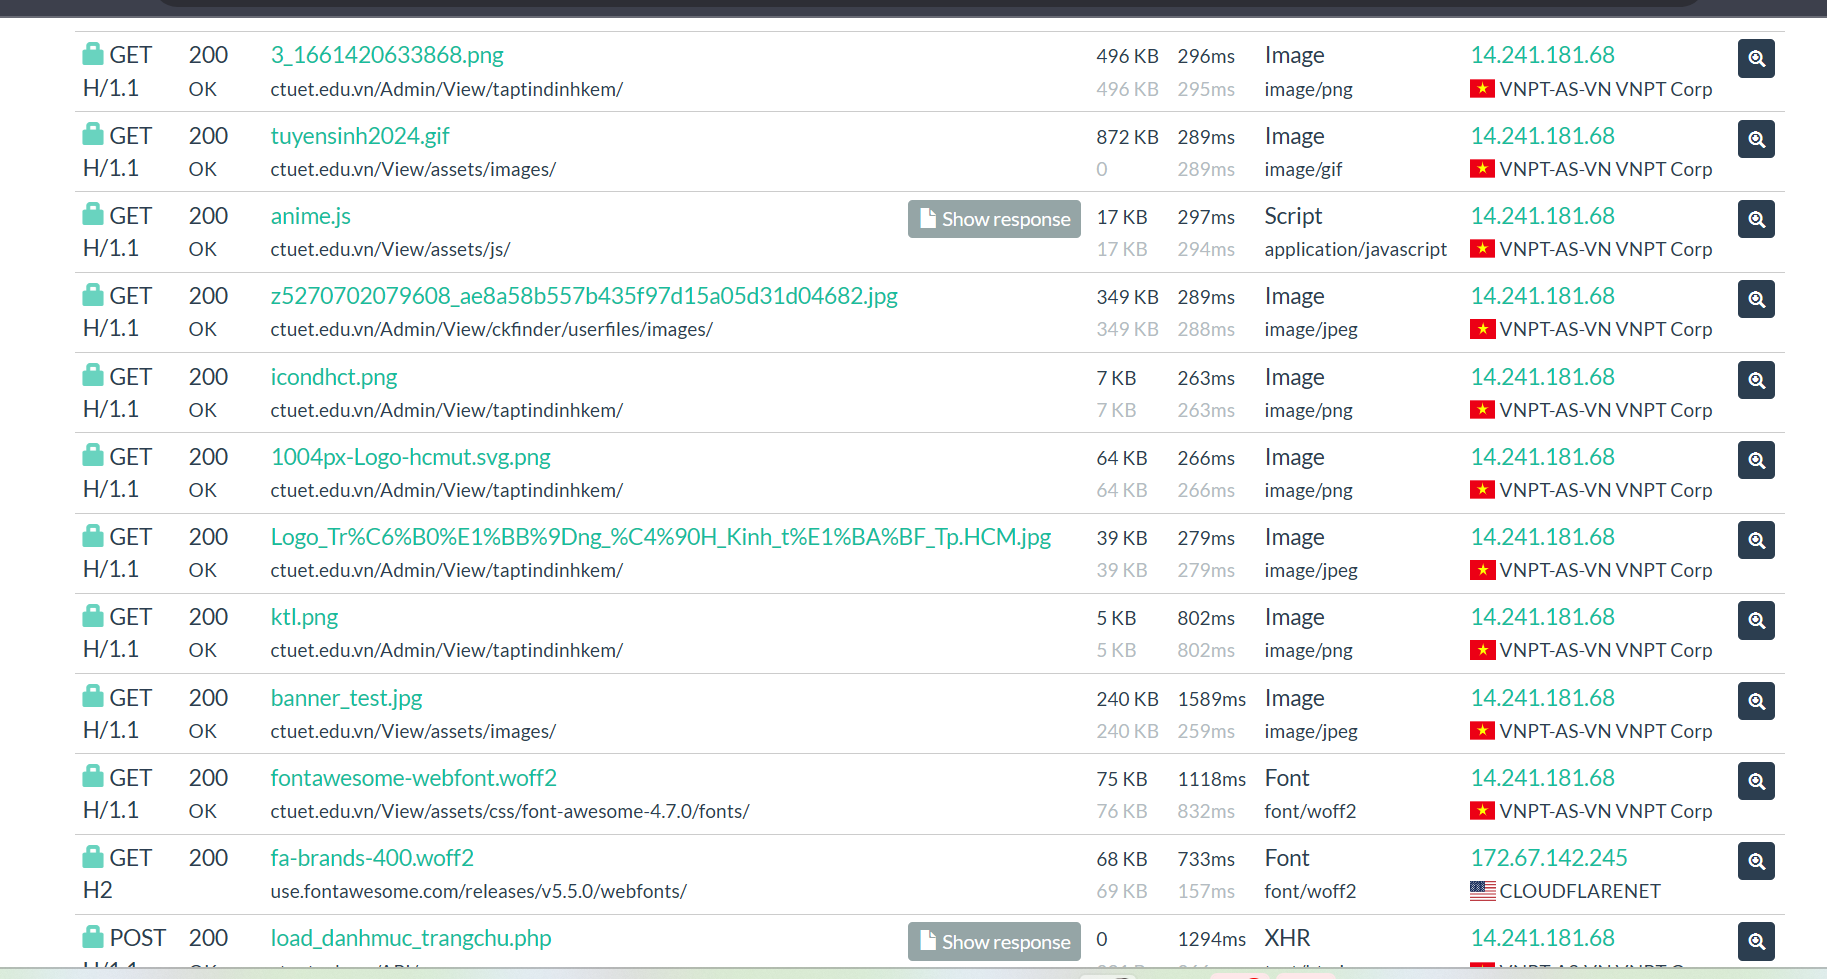 GET 200 3_1661420633868.png 496 KB 296ms Image 14.241.181.68
H/1.1 OK ctuet.edu.vn/Admin/View/taptindinhkem/ 496 KB 295ms image/png VNPT-AS-VN VNPT Corp
GET 200 tuyensinh2024.gif 872 KB 289ms Image 14.241.181.68
H/1.1 OK ctuet.edu.vn/View/assets/images/ 0 289ms image/gif VNPT-AS-VN VNPT Corp
GET 200 anime.js Show response 17 KB 297ms Script 14.241.181.68
H/1.1 OK ctuet.edu.vn/View/assets/js/ 17 KB 294ms application/javascript VNPT-AS-VN VNPT Corp
GET 200 z5270702079608_ae8a58b557b435f97d15a05d31d04682.jpg 349 KB 289ms Image 14.241.181.68
H/1.1 OK ctuet.edu.vn/Admin/View/ckfinder/userfiles/images/ 349 KB 288ms image/jpeg VNPT-AS-VN VNPT Corp
GET 200 icondhct.png 7 KB 263ms Image 14.241.181.68
H/1.1 OK ctuet.edu.vn/Admin/View/taptindinhkem/ 7 KB 263ms image/png VNPT-AS-VN VNPT Corp
GET 200 1004px-Logo-hcmut.svg.png 64 KB 266ms Image 14.241.181.68
H/1.1 OK ctuet.edu.vn/Admin/View/taptindinhkem/ 64 KB 266ms image/png VNPT-AS-VN VNPT Corp
GET 200 Logo_Tr%C6%B0%E1%BB%9Dng_%C4%90H_Kinh_t%E1%BA%BF_Tp.HCM.jpg 39 KB 279ms Image 14.241.181.68
H/1.1 OK ctuet.edu.vn/Admin/View/taptindinhkem/ 39 KB 279ms image/jpeg VNPT-AS-VN VNPT Corp
GET 200 ktl.png 5 KB 802ms Image 14.241.181.68
H/1.1 OK ctuet.edu.vn/Admin/View/taptindinhkem/ 5 KB 802ms image/png VNPT-AS-VN VNPT Corp
GET 200 banner_test.jpg 240 KB 1589ms Image 14.241.181.68
H/1.1 OK ctuet.edu.vn/View/assets/images/ 240 KB 259ms image/jpeg VNPT-AS-VN VNPT Corp
GET 200 fontawesome-webfont.woff2 75 KB 1118ms Font 14.241.181.68
H/1.1 OK ctuet.edu.vn/View/assets/css/font-awesome-4.7.0/fonts/ 76 KB 832ms font/woff2 VNPT-AS-VN VNPT Corp
GET 200 fa-brands-400.woff2 68 KB 733ms Font 172.67.142.245
H2 use.fontawesome.com/releases/v5.5.0/webfonts/ 69 KB 157ms font/woff2 CLOUDFLARENET
POST 200 load_danhmuc_trangchu.php Show response 0 1294ms XHR 14.241.181.68